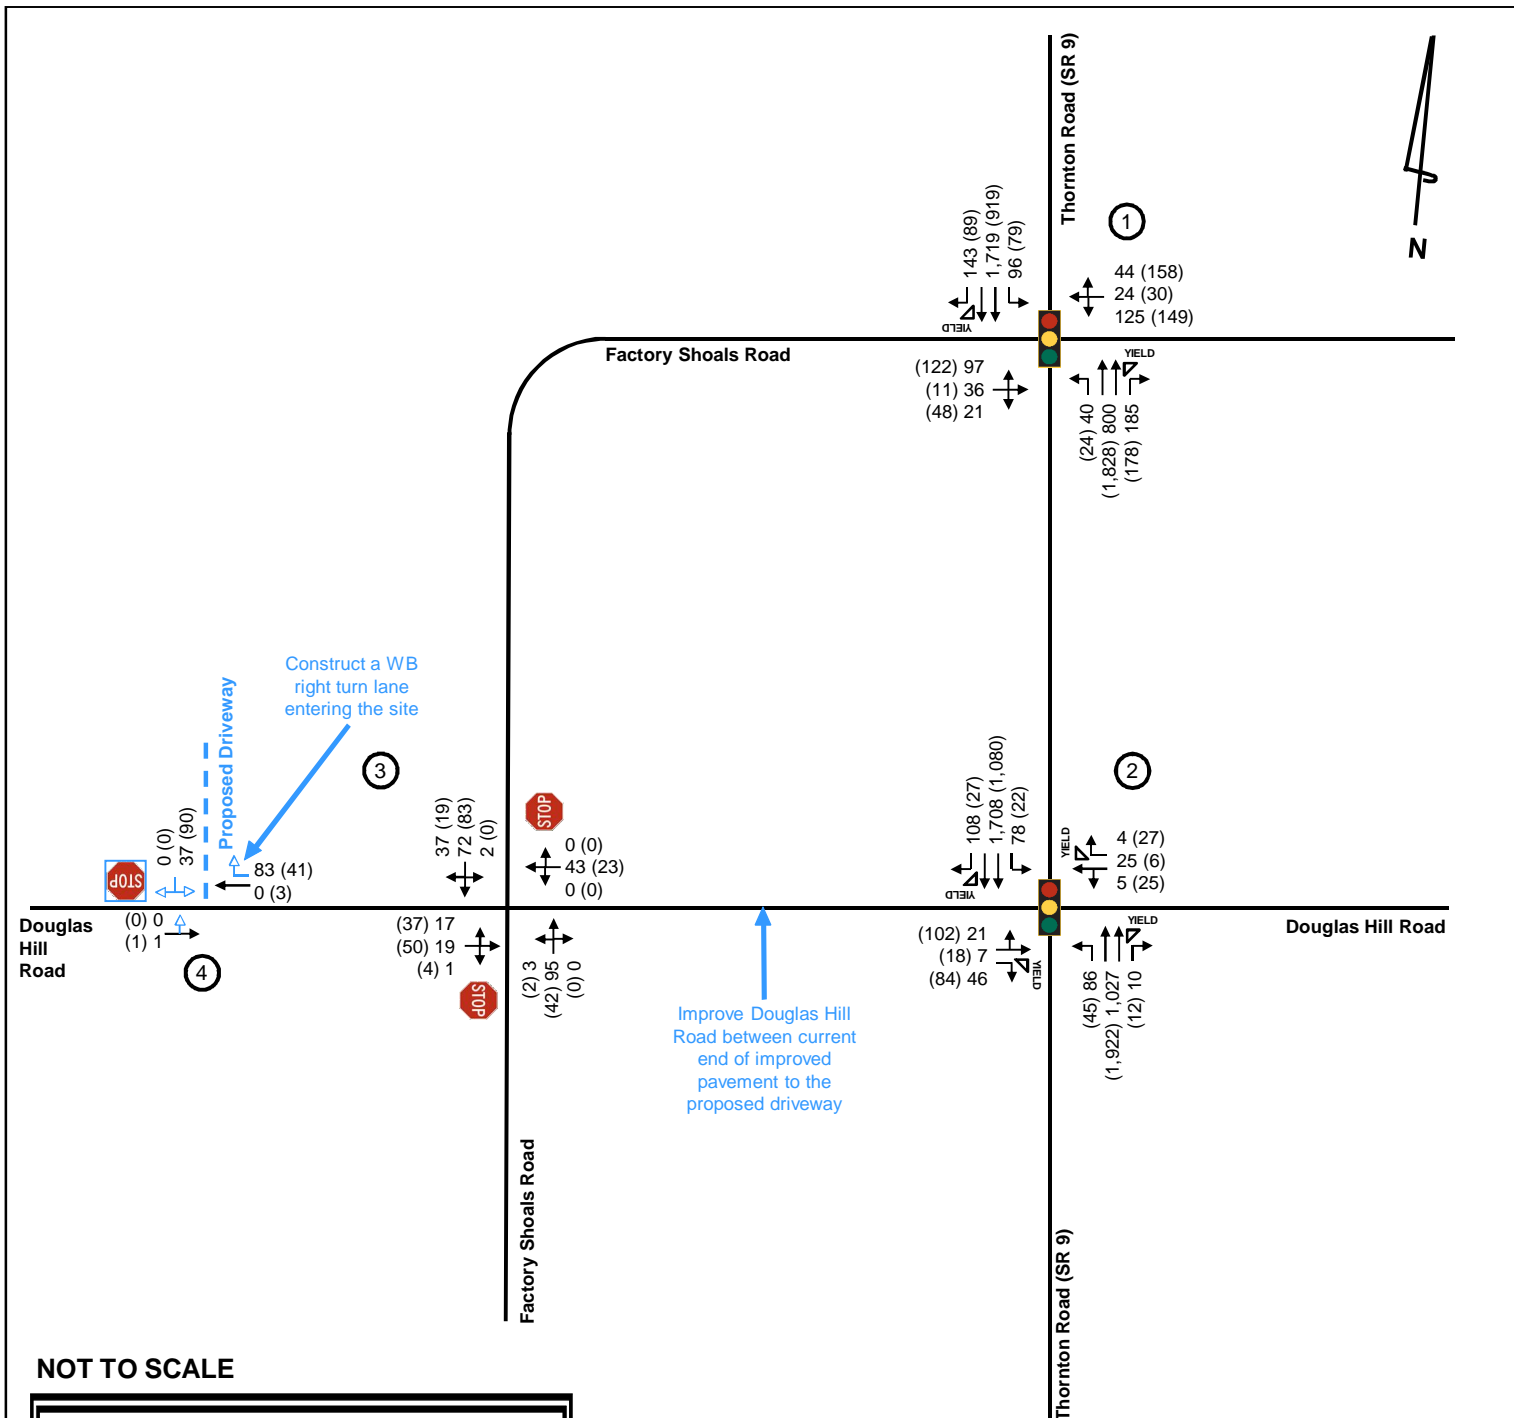 Thornton Road (SR 9)
1
N
143 (89)
1,719 (919)
96 (79)
YIELD
44 (158)
24 (30)
125 (149)
Factory Shoals Road
(122) 97
(11) 36
(48) 21
YIELD
(24) 40
(1,828) 800
(178) 185
Construct a WB
right turn lane
entering the site
Proposed Driveway
3
2
0 (0)
37 (90)
STOP
83 (41)
0 (3)
37 (19)
72 (83)
2 (0)
STOP
0 (0)
43 (23)
0 (0)
108 (27)
1,708 (1,080)
78 (22)
YIELD
YIELD
4 (27)
25 (6)
5 (25)
Douglas
Hill
Road
(0) 0
(1) 1
4
(37) 17
(50) 19
(4) 1
STOP
(2) 3
(42) 95
(0) 0
(102) 21
(18) 7
(84) 46
YIELD
YIELD
(45) 86
(1,922) 1,027
(12) 10
Douglas Hill Road
Improve Douglas Hill
Road between current
end of improved
pavement to the
proposed driveway
Factory Shoals Road
Thornton Road (SR 9)
NOT TO SCALE